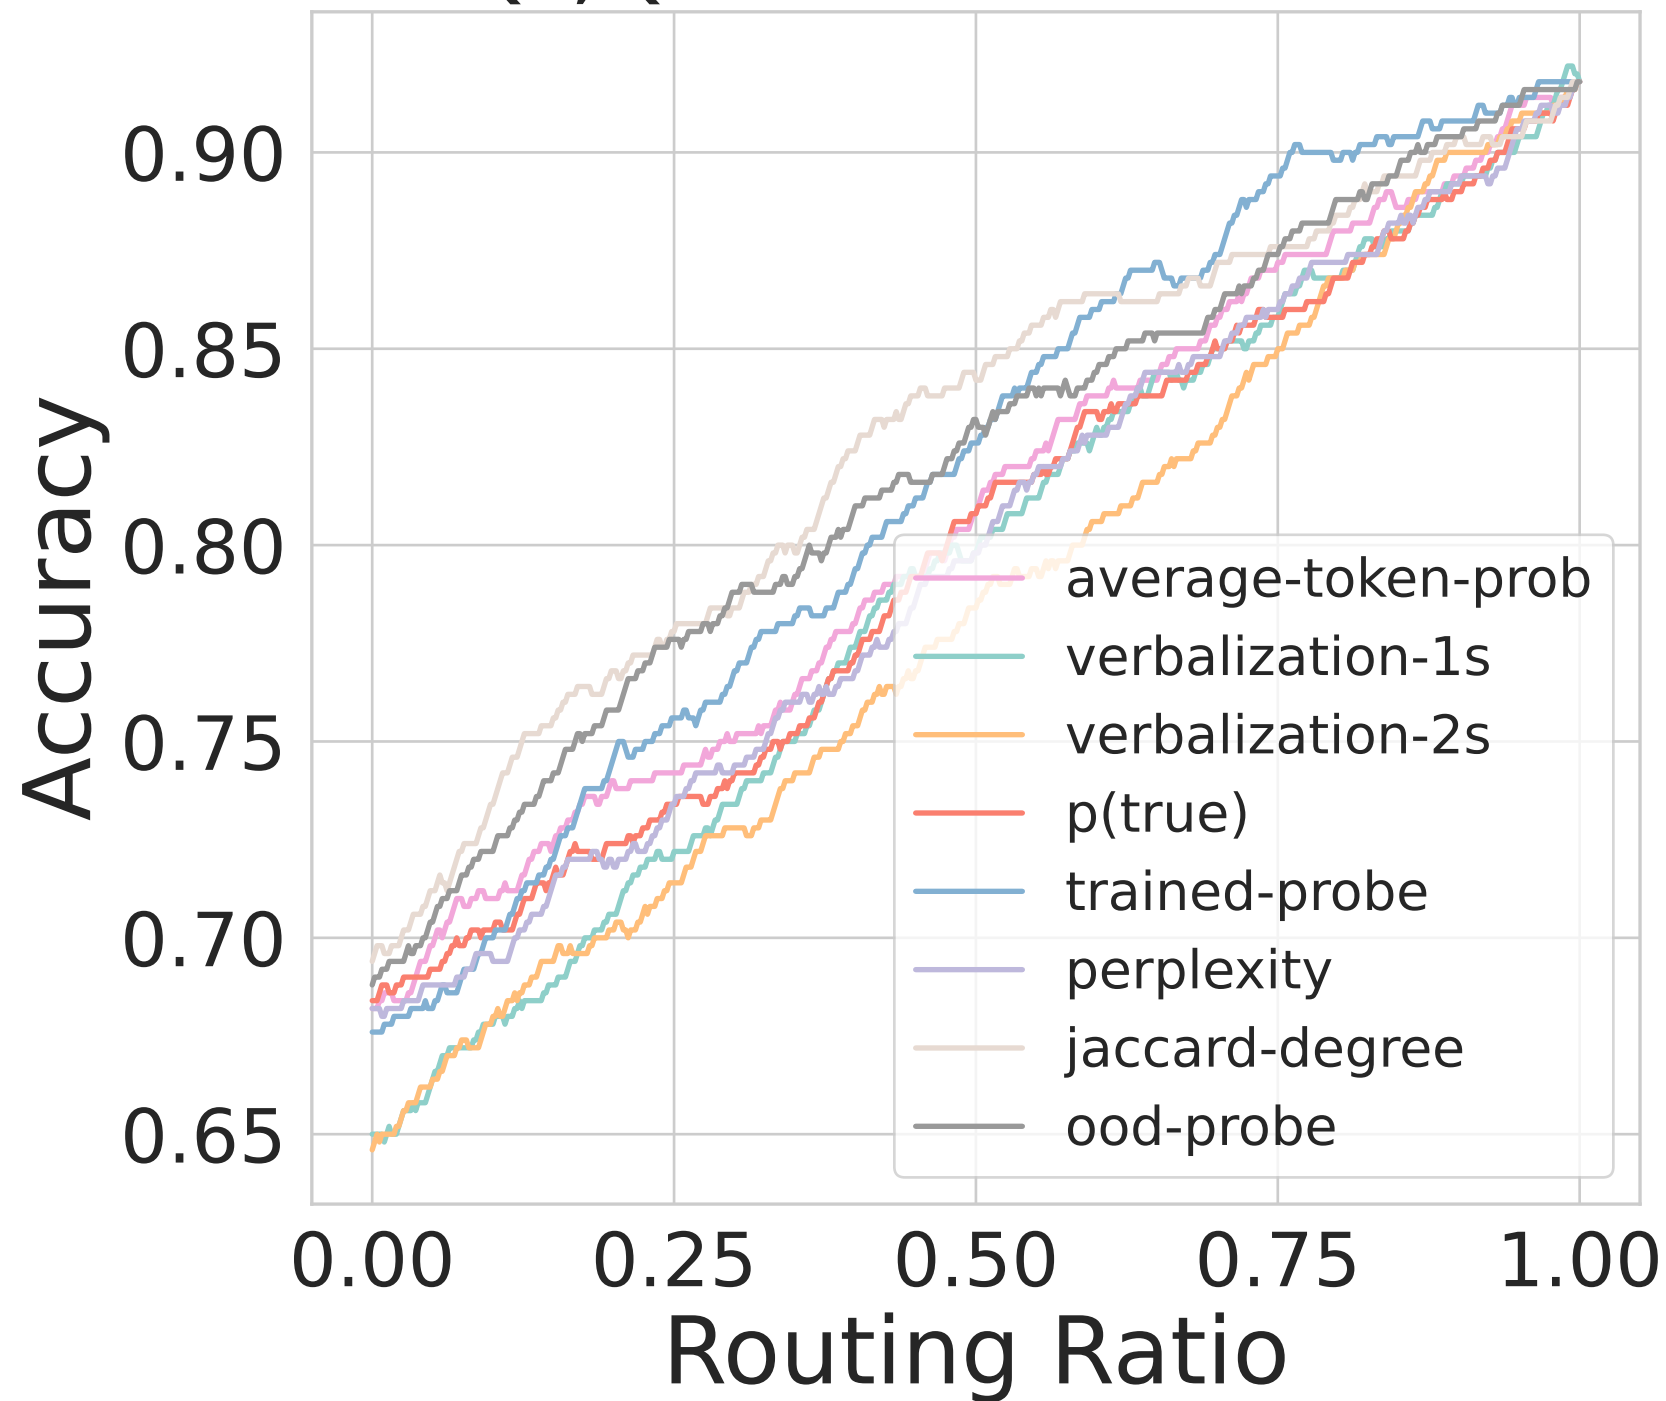 0.90
0.85
0.80
0.75
0.70
0.65
Accuracy
average-token-prob
verbalization-1s
verbalization-2s
p(true)
trained-probe
perplexity
jaccard-degree
ood-probe
0.00 0.25 0.50 0.75 1.00
Routing Ratio